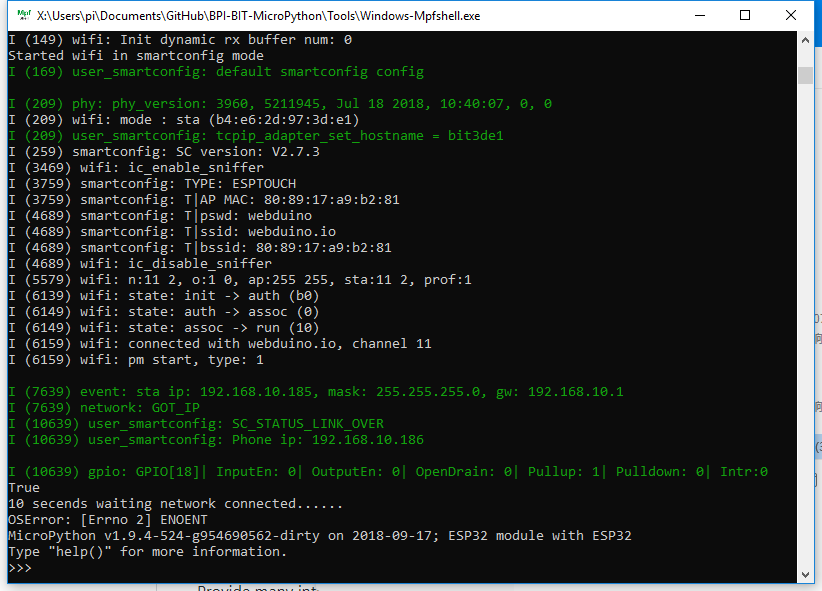 Mpf X:\Users\pi\Documents\GitHub\BPI-BIT-MicroPython\Tools\Windows-Mpfshell.exe
I (149) wifi: Init dynamic rx buffer num: 0
Started wifi in smartconfig mode
I (169) user_smartconfig: default smartconfig config
I (209) phy: phy_version: 3960, 5211945, Jul 18 2018, 10:40:07, 0, 0
I (209) wifi: mode : sta (b4:e6:2d:97:3d:e1)
I (209) user_smartconfig: tcpip_adapter_set_hostname = bit3de1
I (259) smartconfig: SC version: V2.7.3
I (3469) wifi: ic_enable_sniffer
I (3759) smartconfig: TYPE: ESPTOUCH
I (3759) smartconfig: T|AP MAC: 80:89:17:a9:b2:81
I (4689) smartconfig: T|pswd: webduino
I (4689) smartconfig: T|ssid: webduino.io
I (4689) smartconfig: T|bssid: 80:89:17:a9:b2:81
I (4689) wifi: ic_disable_sniffer
I (5579) wifi: n:11 2, o:1 0, ap:255 255, sta:11 2, prof:1
I (6139) wifi: state: init -> auth (b0)
I (6149) wifi: state: auth -> assoc (0)
I (6149) wifi: state: assoc -> run (10)
I (6159) wifi: connected with webduino.io, channel 11
I (6159) wifi: pm start, type: 1
I (7639) event: sta ip: 192.168.10.185, mask: 255.255.255.0, gw: 192.168.10.1
I (7639) network: GOT_IP
I (10639) user_smartconfig: SC_STATUS_LINK_OVER
I (10639) user_smartconfig: Phone ip: 192.168.10.186
I (10639) gpio: GPIO[18]| InputEn: 0| OutputEn: 0| OpenDrain: 0| Pullup: 1| Pulldown: 0| Intr:0
True
10 secends waiting network connected......
OSError: [Errno 2] ENOENT
MicroPython v1.9.4-524-g954690562-dirty on 2018-09-17; ESP32 module with ESP32
Type "help()" for more information.
>>>
Provide many